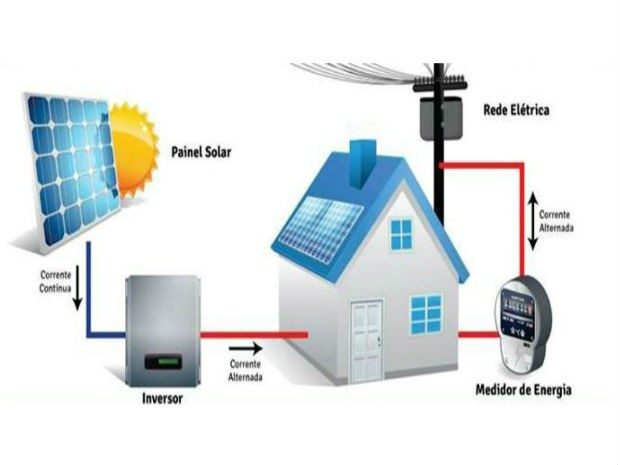 Rede Elétrica
Painel Solar
Corrente
Alternada
Corrente
Contínua
Corrente
Alternada
Inversor
Medidor de Energia